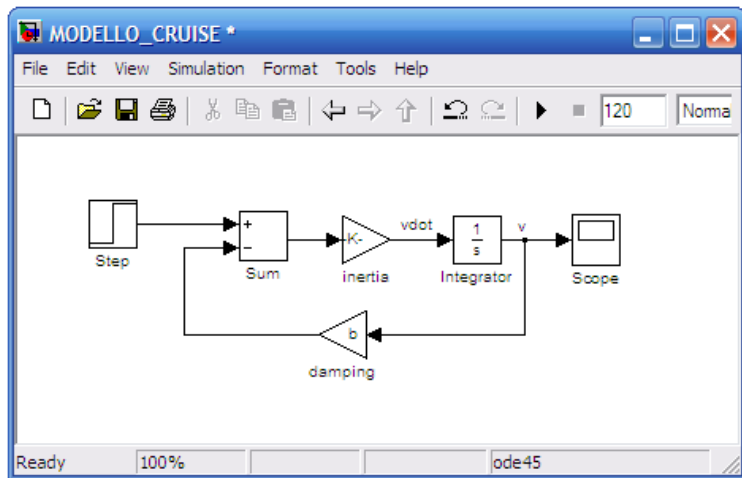 MODELLO_CRUISE *
File Edit View Simulation Format Tools Help
120 Norma
Step
+
−
Sum
-K-
inertia
vdot
1
s
Integrator
v
Scope
b
damping
Ready 100% ode45